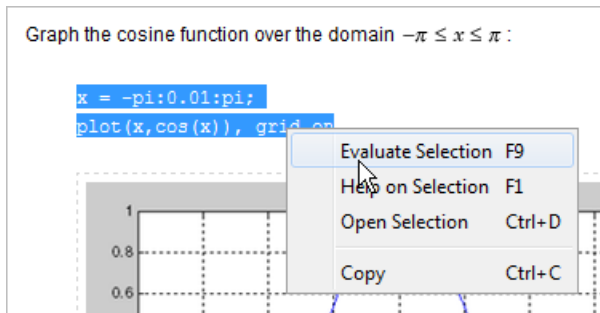 Graph the cosine function over the domain −π ≤ x ≤ π :
x = -pi:0.01:pi;
plot(x,cos(x)), grid on
Evaluate Selection F9
Help on Selection F1
Open Selection Ctrl+D
Copy Ctrl+C
1
0.8
0.6